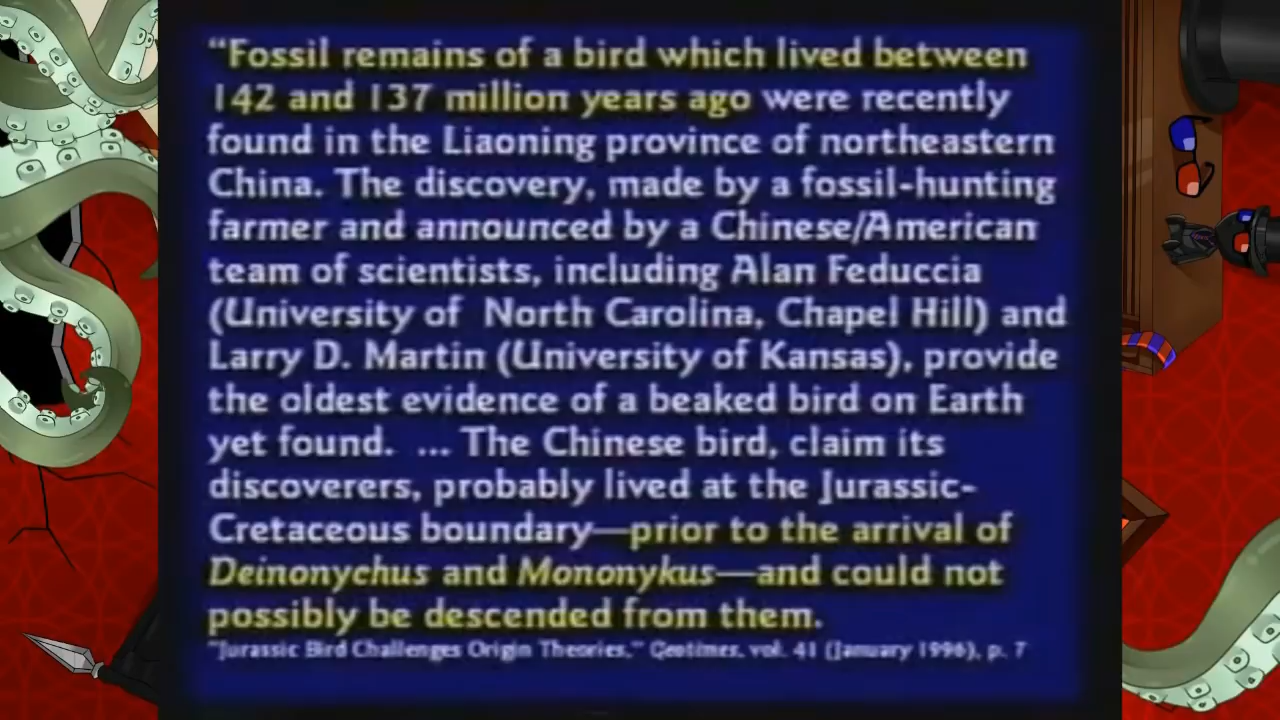 “Fossil remains of a bird which lived between
142 and 137 million years ago were recently
found in the Liaoning province of northeastern
China. The discovery, made by a fossil-hunting
farmer and announced by a Chinese/American
team of scientists, including Alan Feduccia
(University of North Carolina, Chapel Hill) and
Larry D. Martin (University of Kansas), provide
the oldest evidence of a beaked bird on Earth
yet found. ... The Chinese bird, claim its
discoverers, probably lived at the Jurassic-
Cretaceous boundary—prior to the arrival of
Deinonychus and Mononykus—and could not
possibly be descended from them.
"Jurassic Bird Challenges Origin Theories," Geotimes, vol. 41 (January 1996), p. 7